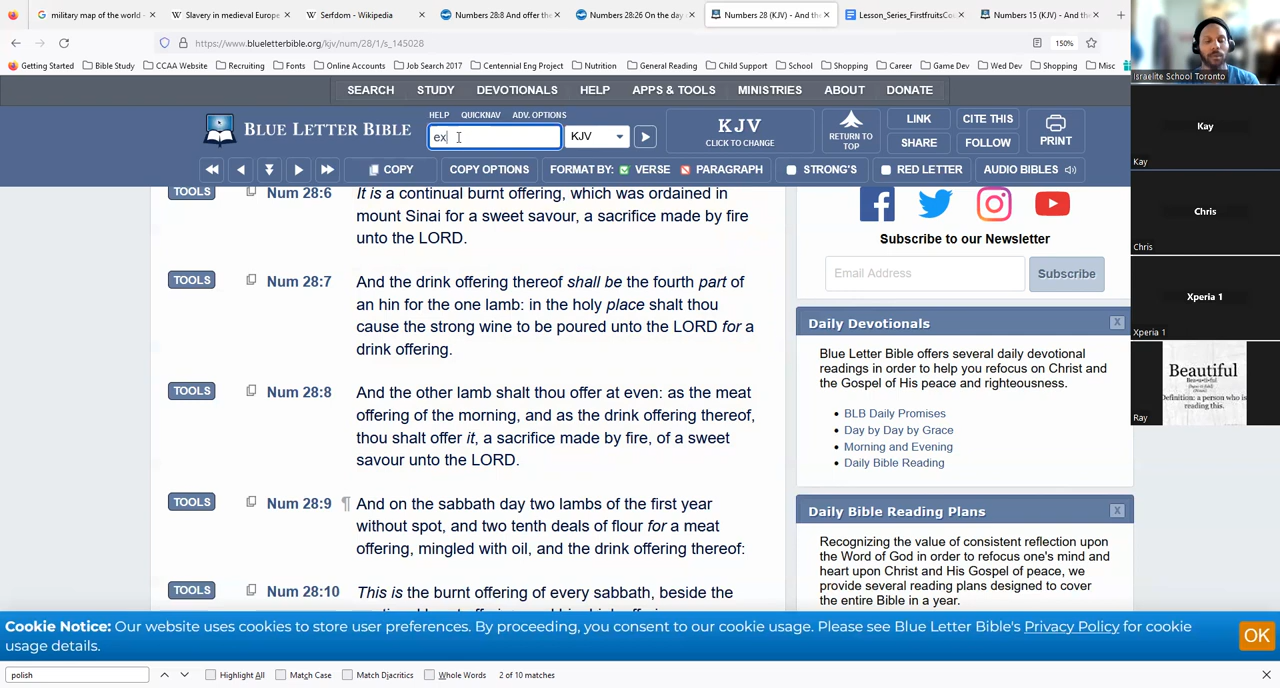 military map of the world -
Slavery in medieval Europe
Serfdom - Wikipedia
Numbers 28:8 And offer the
Numbers 28:26 On the day
Numbers 28 (KJV) - And the
Lesson_Series_FirstfruitsCou
Numbers 15 (KJV) - And the
https://www.blueletterbible.org/kjv/num/28/1/s_145028
150%
Getting Started
Bible Study
CCAA Website
Recruiting
Fonts
Online Accounts
Job Search 2017
Centennial Eng Project
Nutrition
General Reading
Child Support
School
Shopping
Career
Game Dev
Wed Dev
Shopping
Misc
SEARCH STUDY DEVOTIONALS HELP APPS & TOOLS MINISTRIES ABOUT DONATE
BLUE LETTER BIBLE
HELP QUICKNAV ADV. OPTIONS
ex
KJV
KJV
CLICK TO CHANGE
RETURN TO
TOP
LINK
CITE THIS
SHARE
FOLLOW
PRINT
COPY COPY OPTIONS FORMAT BY: VERSE PARAGRAPH STRONG'S RED LETTER AUDIO BIBLES
TOOLS Num 28:6 It is a continual burnt offering, which was ordained in
mount Sinai for a sweet savour, a sacrifice made by fire
unto the LORD.
TOOLS Num 28:7 And the drink offering thereof shall be the fourth part of
an hin for the one lamb: in the holy place shalt thou
cause the strong wine to be poured unto the LORD for a
drink offering.
TOOLS Num 28:8 And the other lamb shalt thou offer at even: as the meat
offering of the morning, and as the drink offering thereof,
thou shalt offer it, a sacrifice made by fire, of a sweet
savour unto the LORD.
TOOLS Num 28:9 ¶ And on the sabbath day two lambs of the first year
without spot, and two tenth deals of flour for a meat
offering, mingled with oil, and the drink offering thereof:
TOOLS Num 28:10 This is the burnt offering of every sabbath, beside the
Subscribe to our Newsletter
Email Address
Subscribe
Daily Devotionals X
Blue Letter Bible offers several daily devotional
readings in order to help you refocus on Christ and
the Gospel of His peace and righteousness.
BLB Daily Promises
Day by Day by Grace
Morning and Evening
Daily Bible Reading
Daily Bible Reading Plans X
Recognizing the value of consistent reflection upon
the Word of God in order to refocus one's mind and
heart upon Christ and His Gospel of peace, we
provide several reading plans designed to cover
the entire Bible in a year.
Cookie Notice: Our website uses cookies to store user preferences. By proceeding, you consent to our cookie usage. Please see Blue Letter Bible's Privacy Policy for cookie
usage details.
OK
polish
Highlight All
Match Case
Match Diacritics
Whole Words
2 of 10 matches
Israelite School Toronto
Kay
Kay
Chris
Chris
Xperia 1
Xperia 1
Beautiful
Definition: a person who is
reading this.
Ray